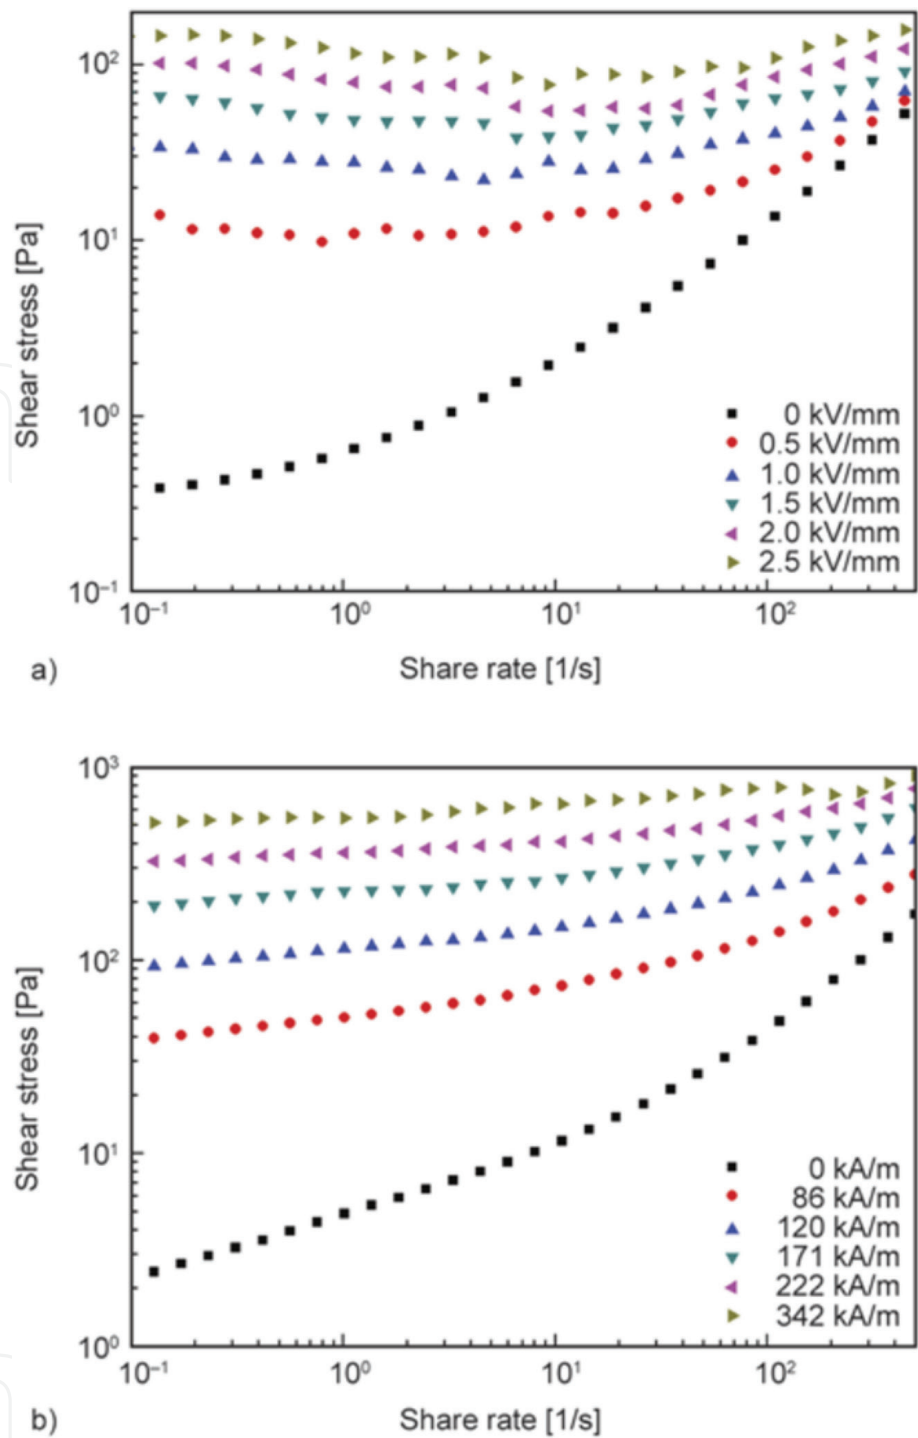 10²
10¹
10⁰
10⁻¹
Shear stress [Pa]
0 kV/mm
0.5 kV/mm
1.0 kV/mm
1.5 kV/mm
2.0 kV/mm
2.5 kV/mm
10⁻¹ 10⁰ 10¹ 10²
a) Share rate [1/s]
10³
10²
10¹
10⁰
Shear stress [Pa]
0 kA/m
86 kA/m
120 kA/m
171 kA/m
222 kA/m
342 kA/m
10⁻¹ 10⁰ 10¹ 10²
b) Share rate [1/s]